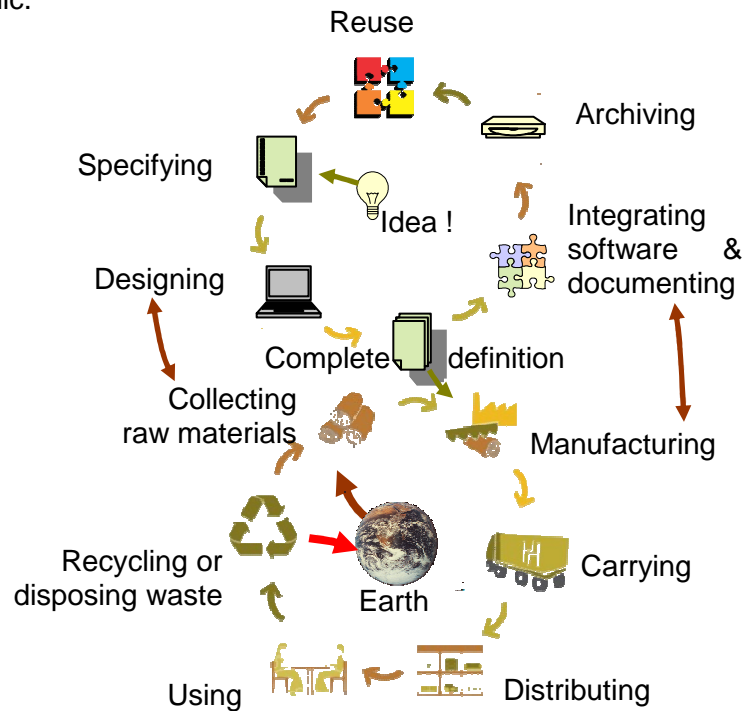 Reuse
Archiving
Specifying
Idea !
Integrating
software &
documenting
Designing
Complete definition
Collecting
raw materials
Manufacturing
Recycling or
disposing waste
Earth
Carrying
Using
Distributing